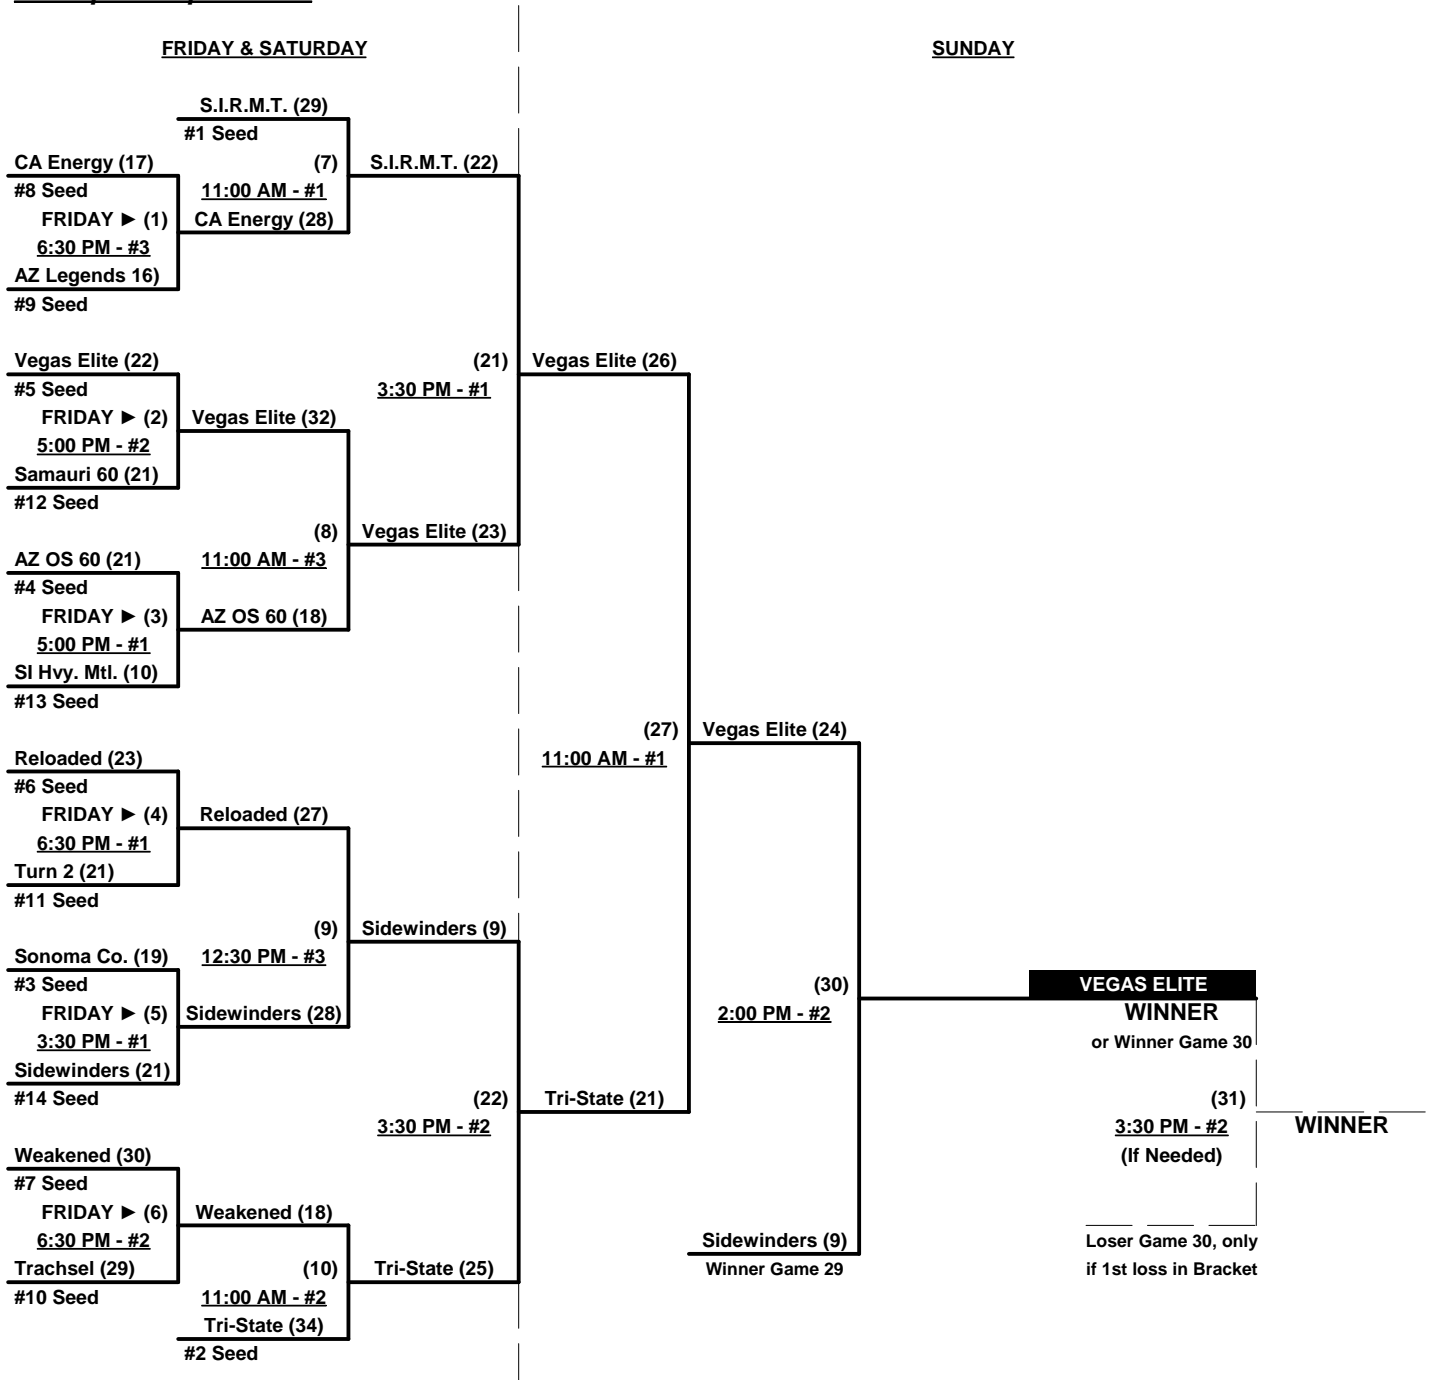 FRIDAY & SATURDAY
SUNDAY
S.I.R.M.T. (29)
#1 Seed
CA Energy (17)
(7)
S.I.R.M.T. (22)
#8 Seed
11:00 AM - #1
FRIDAY ► (1)
CA Energy (28)
6:30 PM - #3
AZ Legends 16)
#9 Seed
Vegas Elite (22)
(21)
Vegas Elite (26)
#5 Seed
3:30 PM - #1
FRIDAY ► (2)
Vegas Elite (32)
5:00 PM - #2
Samauri 60 (21)
#12 Seed
(8)
Vegas Elite (23)
AZ OS 60 (21)
11:00 AM - #3
#4 Seed
FRIDAY ► (3)
AZ OS 60 (18)
5:00 PM - #1
SI Hvy. Mtl. (10)
#13 Seed
(27)
Vegas Elite (24)
Reloaded (23)
11:00 AM - #1
#6 Seed
FRIDAY ► (4)
Reloaded (27)
6:30 PM - #1
Turn 2 (21)
#11 Seed
(9)
Sidewinders (9)
Sonoma Co. (19)
12:30 PM - #3
#3 Seed
(30)
VEGAS ELITE
FRIDAY ► (5)
Sidewinders (28)
2:00 PM - #2
WINNER
3:30 PM - #1
or Winner Game 30
Sidewinders (21)
#14 Seed
(22)
Tri-State (21)
(31)
3:30 PM - #2
3:30 PM - #2
WINNER
Weakened (30)
(If Needed)
#7 Seed
FRIDAY ► (6)
Weakened (18)
6:30 PM - #2
Sidewinders (9)
Loser Game 30, only
Trachsel (29)
(10)
Tri-State (25)
Winner Game 29
if 1st loss in Bracket
#10 Seed
11:00 AM - #2
Tri-State (34)
#2 Seed